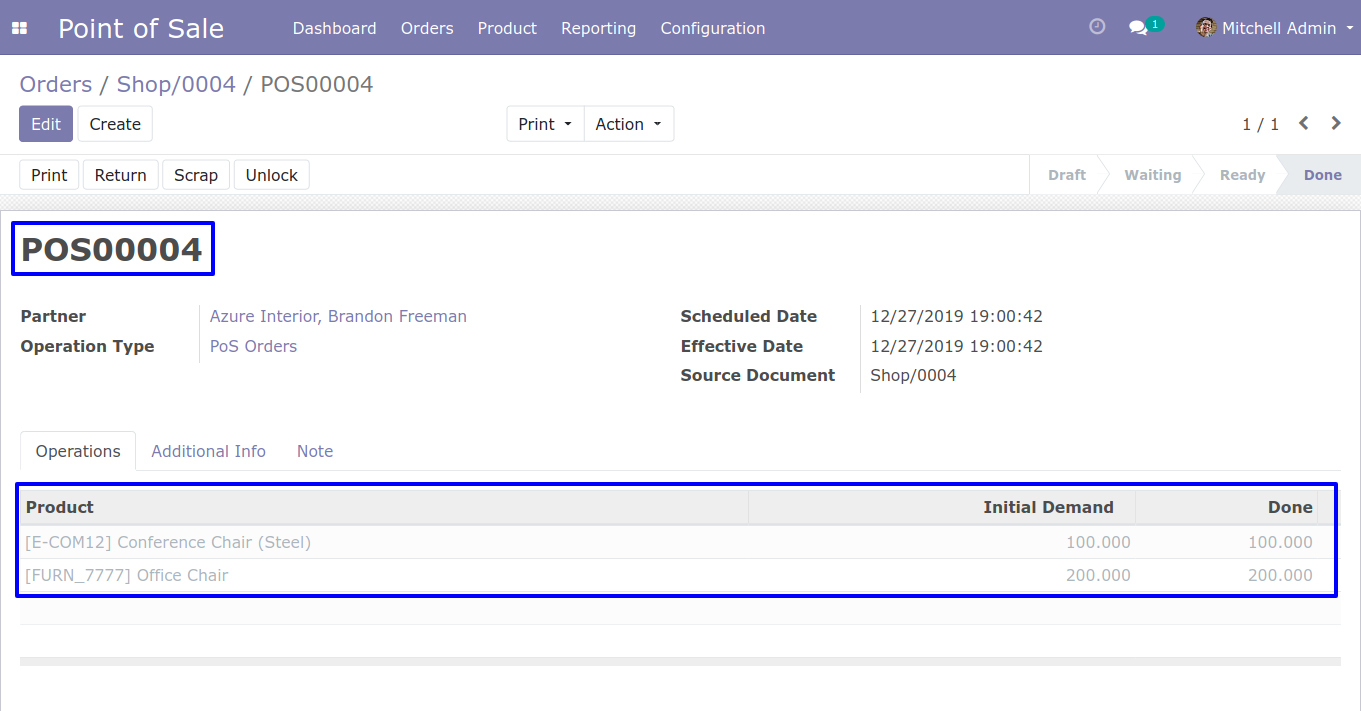 Point of Sale Dashboard Orders Product Reporting Configuration 1 Mitchell Admin
Orders / Shop/0004 / POS00004
Edit Create Print Action 1 / 1
Print Return Scrap Unlock Draft Waiting Ready Done
POS00004
Partner Azure Interior, Brandon Freeman Scheduled Date 12/27/2019 19:00:42
Operation Type PoS Orders Effective Date 12/27/2019 19:00:42
Source Document Shop/0004
Operations Additional Info Note
Product Initial Demand Done
[E-COM12] Conference Chair (Steel) 100.000 100.000
[FURN_7777] Office Chair 200.000 200.000